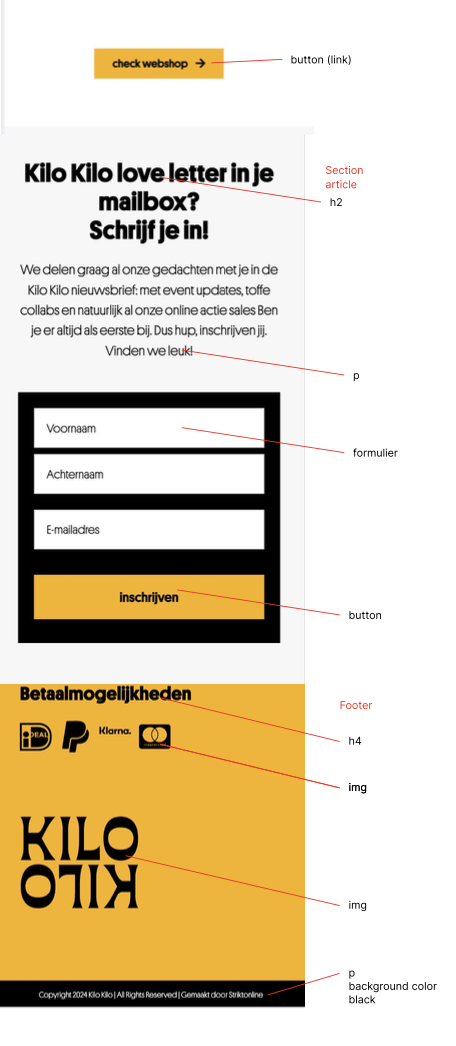 check webshop →
button (link)
Kilo Kilo love letter in je
mailbox?
Schrijf je in!
Section
article
h2
We delen graag al onze gedachten met je in de
Kilo Kilo nieuwsbrief: met event updates, toffe
collabs en natuurlijk al onze online actie sales Ben
je er altijd als eerste bij. Dus hup, inschrijven jij.
Vinden we leuk!
p
Voornaam
formulier
Achternaam
E-mailadres
inschrijven
button
Betaalmogelijkheden
Footer
h4
iDEAL
Klarna.
img
KILO
KILO
img
Copyright 2024 Kilo Kilo | All Rights Reserved | Gemaakt door Striktonline
p
background color
black